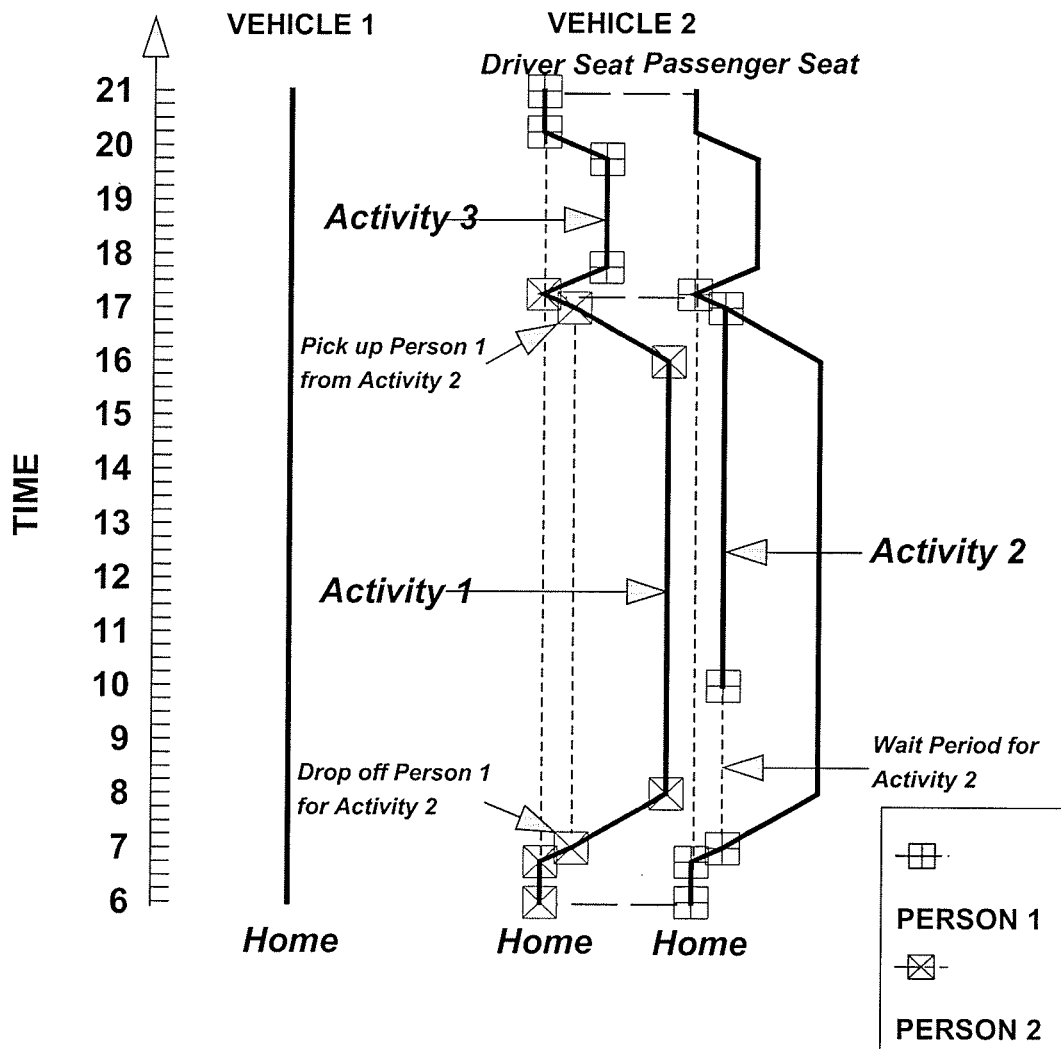 VEHICLE 1
VEHICLE 2
Driver Seat Passenger Seat
21
20
19
18
17
16
15
14
13
12
11
10
9
8
7
6
TIME
Activity 3
Pick up Person 1
from Activity 2
Activity 2
Activity 1
Wait Period for
Activity 2
Drop off Person 1
for Activity 2
Home
Home
Home
PERSON 1
PERSON 2